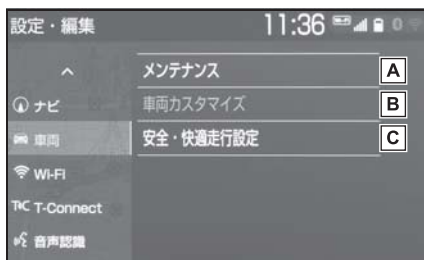 設定・編集 11:36 0
メンテナンス A
ナビ 車両カスタマイズ B
車両 安全・快適走行設定 C
Wi-Fi
T-Connect
音声認識